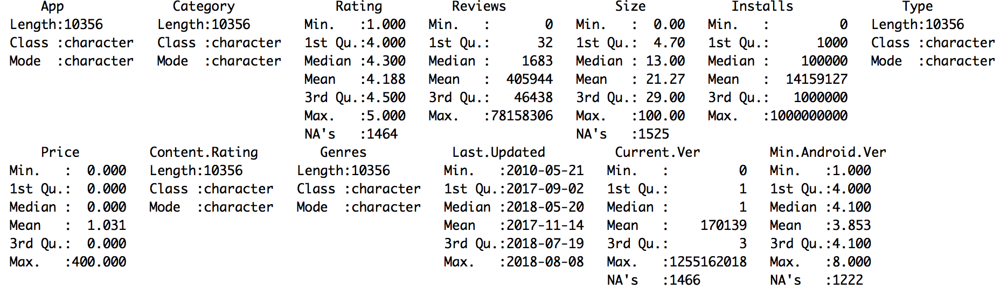 App              Category             Rating         Reviews              Size           Installs              Type
 Length:10356       Length:10356       Min.   :1.000   Min.   :       0   Min.   :  0.00   Min.   :         0   Length:10356
 Class :character   Class :character   1st Qu.:4.000   1st Qu.:      32   1st Qu.:  4.70   1st Qu.:      1000   Class :character
 Mode  :character   Mode  :character   Median :4.300   Median :    1683   Median : 13.00   Median :    100000   Mode  :character
                                       Mean   :4.188   Mean   :  405944   Mean   : 21.27   Mean   :  14159127
                                       3rd Qu.:4.500   3rd Qu.:   46438   3rd Qu.: 29.00   3rd Qu.:   1000000
                                       Max.   :5.000   Max.   :78158306   Max.   :100.00   Max.   :1000000000
                                       NA's   :1464                       NA's   :1525
     Price         Content.Rating        Genres           Last.Updated         Current.Ver         Min.Android.Ver
 Min.   :  0.000   Length:10356       Length:10356       Min.   :2010-05-21   Min.   :         0   Min.   :1.000
 1st Qu.:  0.000   Class :character   Class :character   1st Qu.:2017-09-02   1st Qu.:         1   1st Qu.:4.000
 Median :  0.000   Mode  :character   Mode  :character   Median :2018-05-20   Median :         1   Median :4.100
 Mean   :  1.031                                         Mean   :2017-11-14   Mean   :    170139   Mean   :3.853
 3rd Qu.:  0.000                                         3rd Qu.:2018-07-19   3rd Qu.:         3   3rd Qu.:4.100
 Max.   :400.000                                         Max.   :2018-08-08   Max.   :1255162018   Max.   :8.000
                                                                              NA's   :1466         NA's   :1222